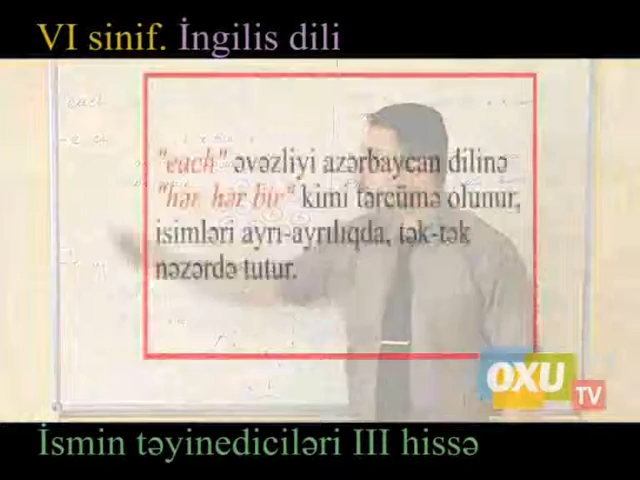 VI sinif. İngilis dili
each
"each" əvəzliyi azərbaycan dilinə
"hər, hər bir" kimi tərcümə olunur,
isimləri ayrı-ayrılıqda, tək-tək
nəzərdə tutur.
OXU
TV
İsmin təyinediciləri III hissə